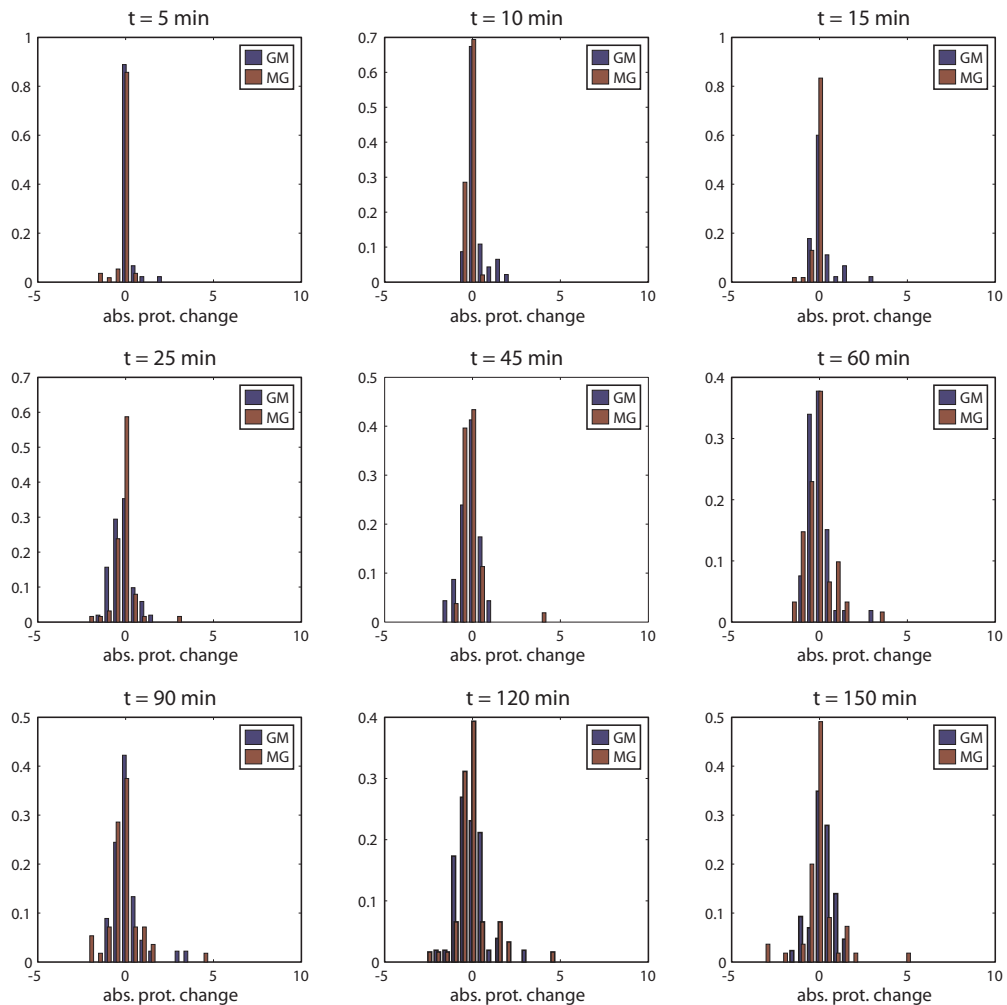 t = 5 min
1
0.8
0.6
0.4
0.2
0
-5
0
5
10
GM
MG
abs. prot. change
t = 10 min
0.7
0.6
0.5
0.4
0.3
0.2
0.1
0
-5
0
5
10
GM
MG
abs. prot. change
t = 15 min
1
0.8
0.6
0.4
0.2
0
-5
0
5
10
GM
MG
abs. prot. change
t = 25 min
0.7
0.6
0.5
0.4
0.3
0.2
0.1
0
-5
0
5
10
GM
MG
abs. prot. change
t = 45 min
0.5
0.4
0.3
0.2
0.1
0
-5
0
5
10
GM
MG
abs. prot. change
t = 60 min
0.4
0.3
0.2
0.1
0
-5
0
5
10
GM
MG
abs. prot. change
t = 90 min
0.5
0.4
0.3
0.2
0.1
0
-5
0
5
10
GM
MG
abs. prot. change
t = 120 min
0.4
0.3
0.2
0.1
0
-5
0
5
10
GM
MG
abs. prot. change
t = 150 min
0.5
0.4
0.3
0.2
0.1
0
-5
0
5
10
GM
MG
abs. prot. change